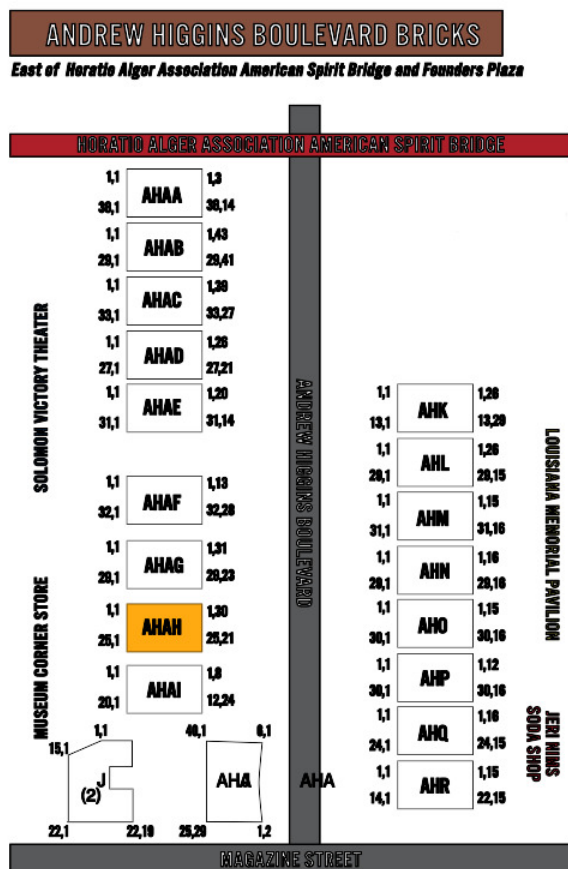 ANDREW HIGGINS BOULEVARD BRICKS
East of Horatio Alger Association American Spirit Bridge and Founders Plaza
HORATIO ALGER ASSOCIATION AMERICAN SPIRIT BRIDGE
SOLOMON VICTORY THEATER
1,1 AHAA 1,3
38,1 38,14
1,1 AHAB 1,43
29,1 29,41
1,1 AHAC 1,39
33,1 33,27
1,1 AHAD 1,26
27,1 27,21
1,1 AHAE 1,20
31,1 31,14
1,1 AHAF 1,13
32,1 32,28
MUSEUM CORNER STORE
1,1 AHAG 1,31
29,1 29,23
1,1 AHAH 1,30
25,1 25,21
1,1 AHAI 1,8
20,1 12,24
1,1
15,1
J
(2)
22,1 22,19
40,1 6,1
25,29 1,2
ANDREW HIGGINS BOULEVARD
AHA
1,1 AHK 1,26
13,1 13,29
1,1 AHL 1,26
29,1 29,15
1,1 AHM 1,15
31,1 31,16
1,1 AHN 1,16
29,1 29,16
1,1 AHO 1,15
30,1 30,16
1,1 AHP 1,12
30,1 30,16
1,1 AHQ 1,16
24,1 24,15
1,1 AHR 1,15
14,1 22,15
LOUISIANA MEMORIAL PAVILION
JERI NIMS
SODA SHOP
MAGAZINE STREET